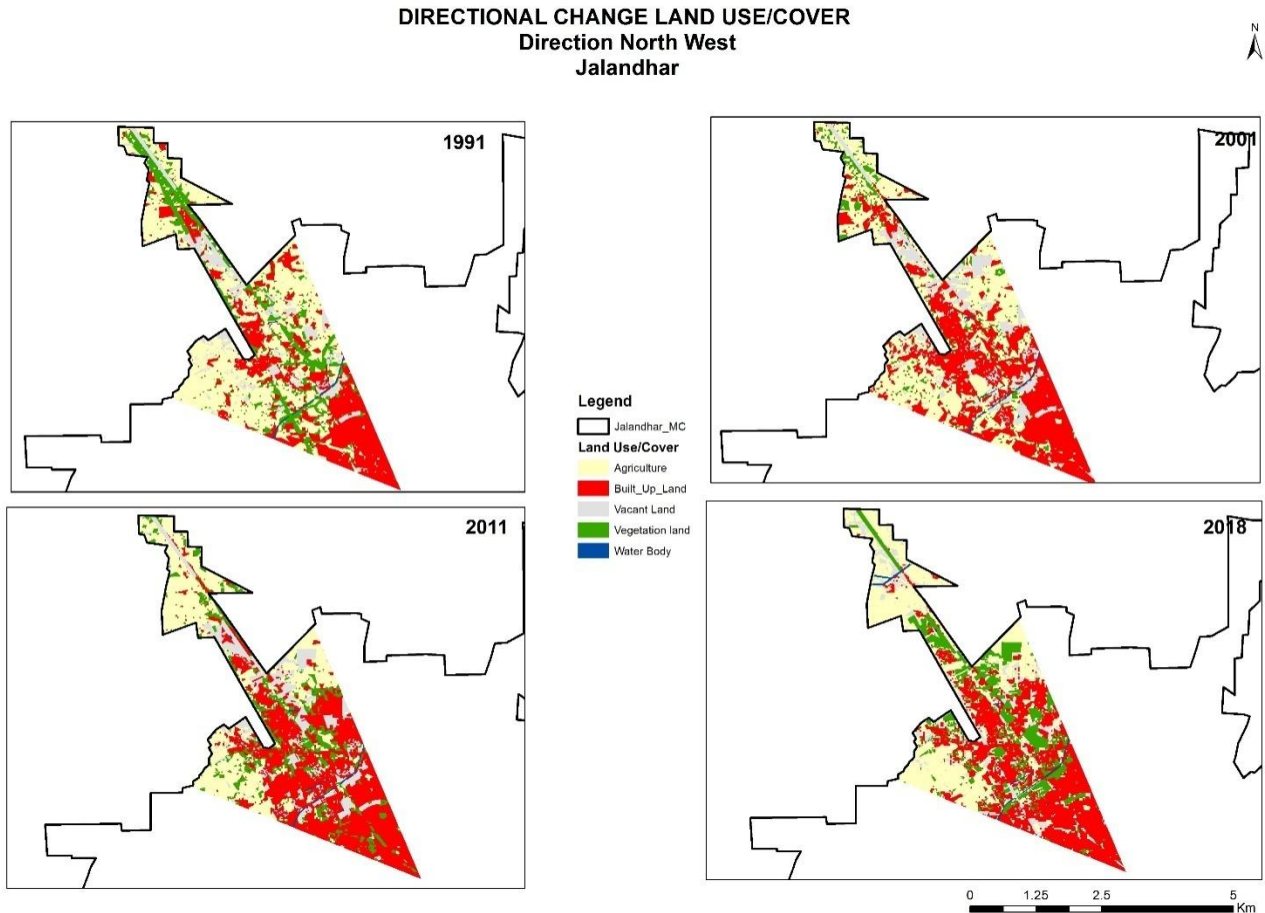 DIRECTIONAL CHANGE LAND USE/COVER
Direction North West
Jalandhar
N
1991
2001
Legend
Jalandhar_MC
Land Use/Cover
Agriculture
Built_Up_Land
Vacant Land
Vegetation land
Water Body
2011
2018
0 1.25 2.5 5
Km